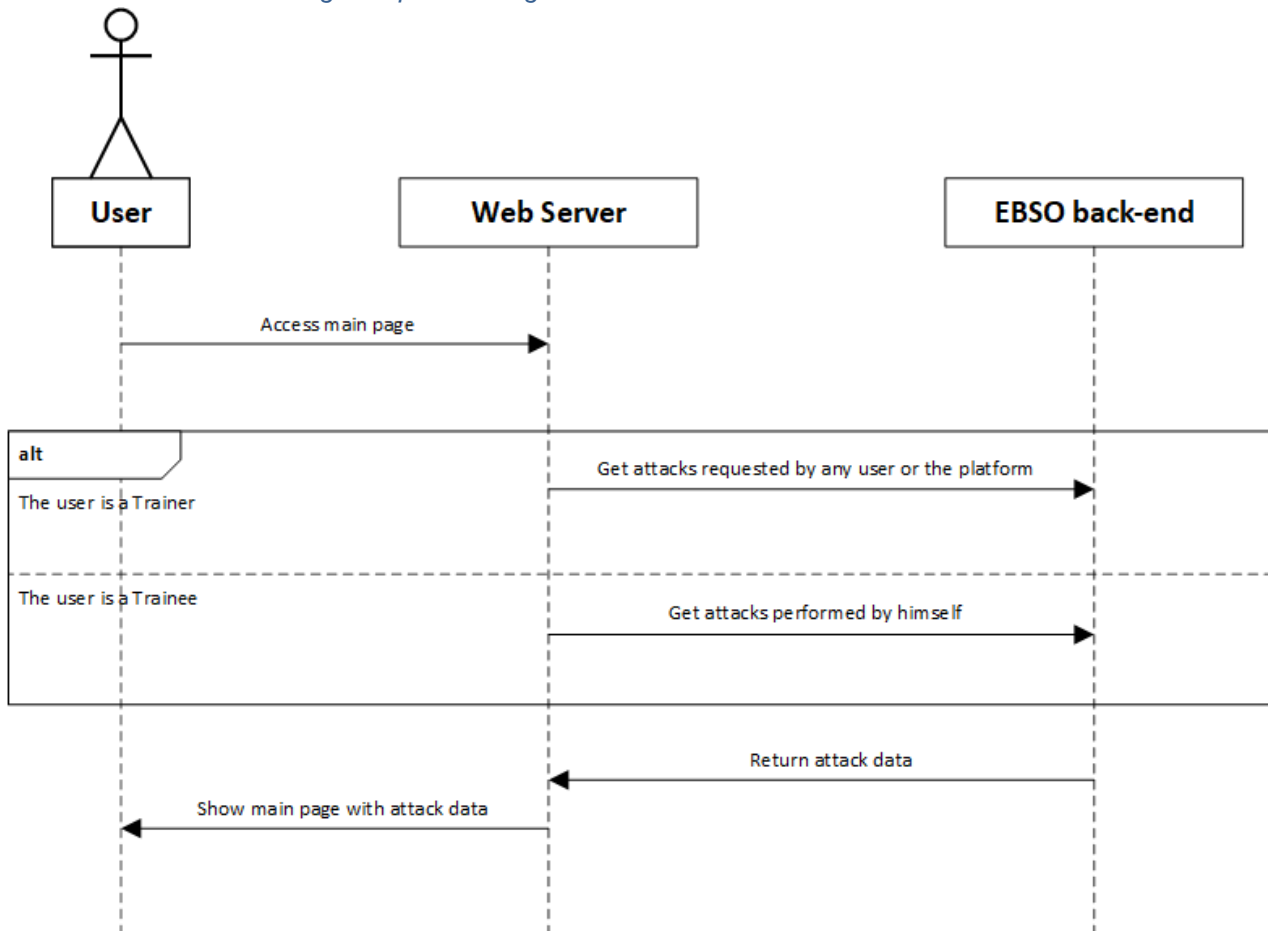 User
Web Server
EBSO back-end
Access main page
alt
Get attacks requested by any user or the platform
The user is a Trainer
The user is a Trainee
Get attacks performed by himself
Return attack data
Show main page with attack data